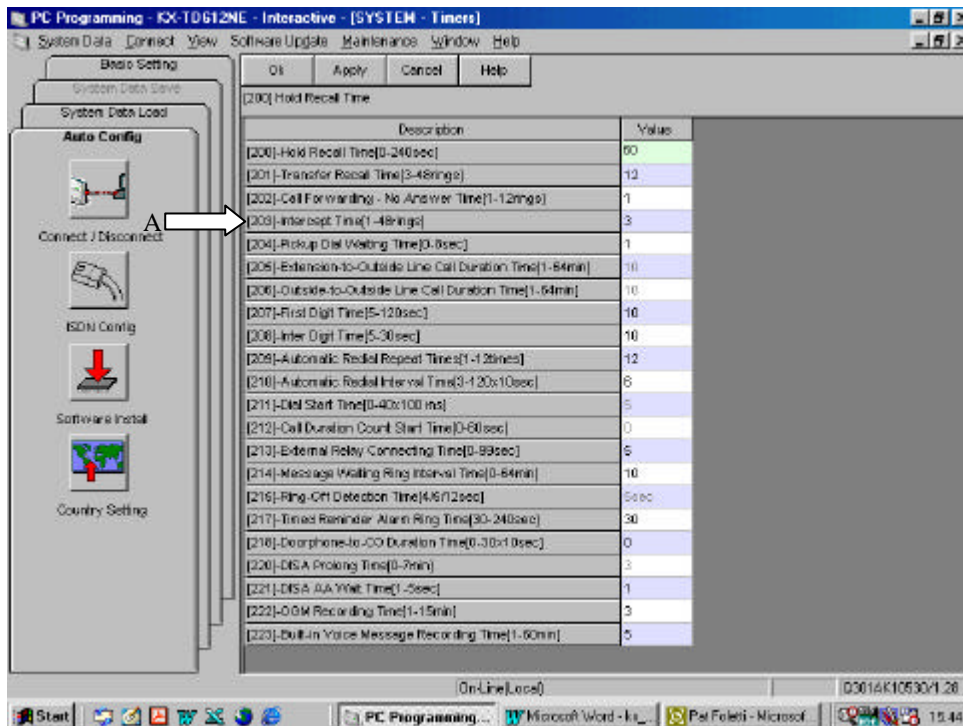 PC Programming - KX-TD612NE - Interactive - [SYSTEM - Timers]
System Data Connect View Software Update Maintenance Window Help
Basic Setting
System Data Save
System Data Load
Auto Config
Connect / Disconnect
ISDN Config
Software Install
Country Setting
Ok Apply Cancel Help
[200] Hold Recall Time
Description Value
[200]-Hold Recall Time[0-240sec] 60
[201]-Transfer Recall Time[3-48rings] 12
[202]-Call Forwarding - No Answer Time[1-12rings] 1
A
[203]-Intercept Time[1-48rings] 3
[204]-Pickup Dial Waiting Time[0-8sec] 1
[205]-Extension-to-Outside Line Call Duration Time[1-64min] 10
[206]-Outside-to-Outside Line Call Duration Time[1-64min] 10
[207]-First Digit Time[5-120sec] 10
[208]-Inter Digit Time[5-30sec] 10
[209]-Automatic Redial Repeat Times[1-12times] 12
[210]-Automatic Redial Interval Time[3-120x10sec] 6
[211]-Dial Start Time[0-40x100 ms] 5
[212]-Call Duration Count Start Time[0-60sec] 0
[213]-External Relay Connecting Time[0-99sec] 5
[214]-Message Waiting Ring Interval Time[0-64min] 10
[216]-Ring-Off Detection Time[4/6/12sec] 6sec
[217]-Timed Reminder Alarm Ring Time[30-240sec] 30
[218]-Doorphone-to-CO Duration Time[0-30x10sec] 0
[220]-DISA Prolong Time[0-7min] 3
[221]-DISA AA Wait Time[1-5sec] 1
[222]-OGM Recording Time[1-15min] 3
[223]-Built-in Voice Message Recording Time[1-60min] 5
On-Line(Local) 1.28
Start PC Programming... Microsoft Word - Pat Foletti - Microsof... 15:44